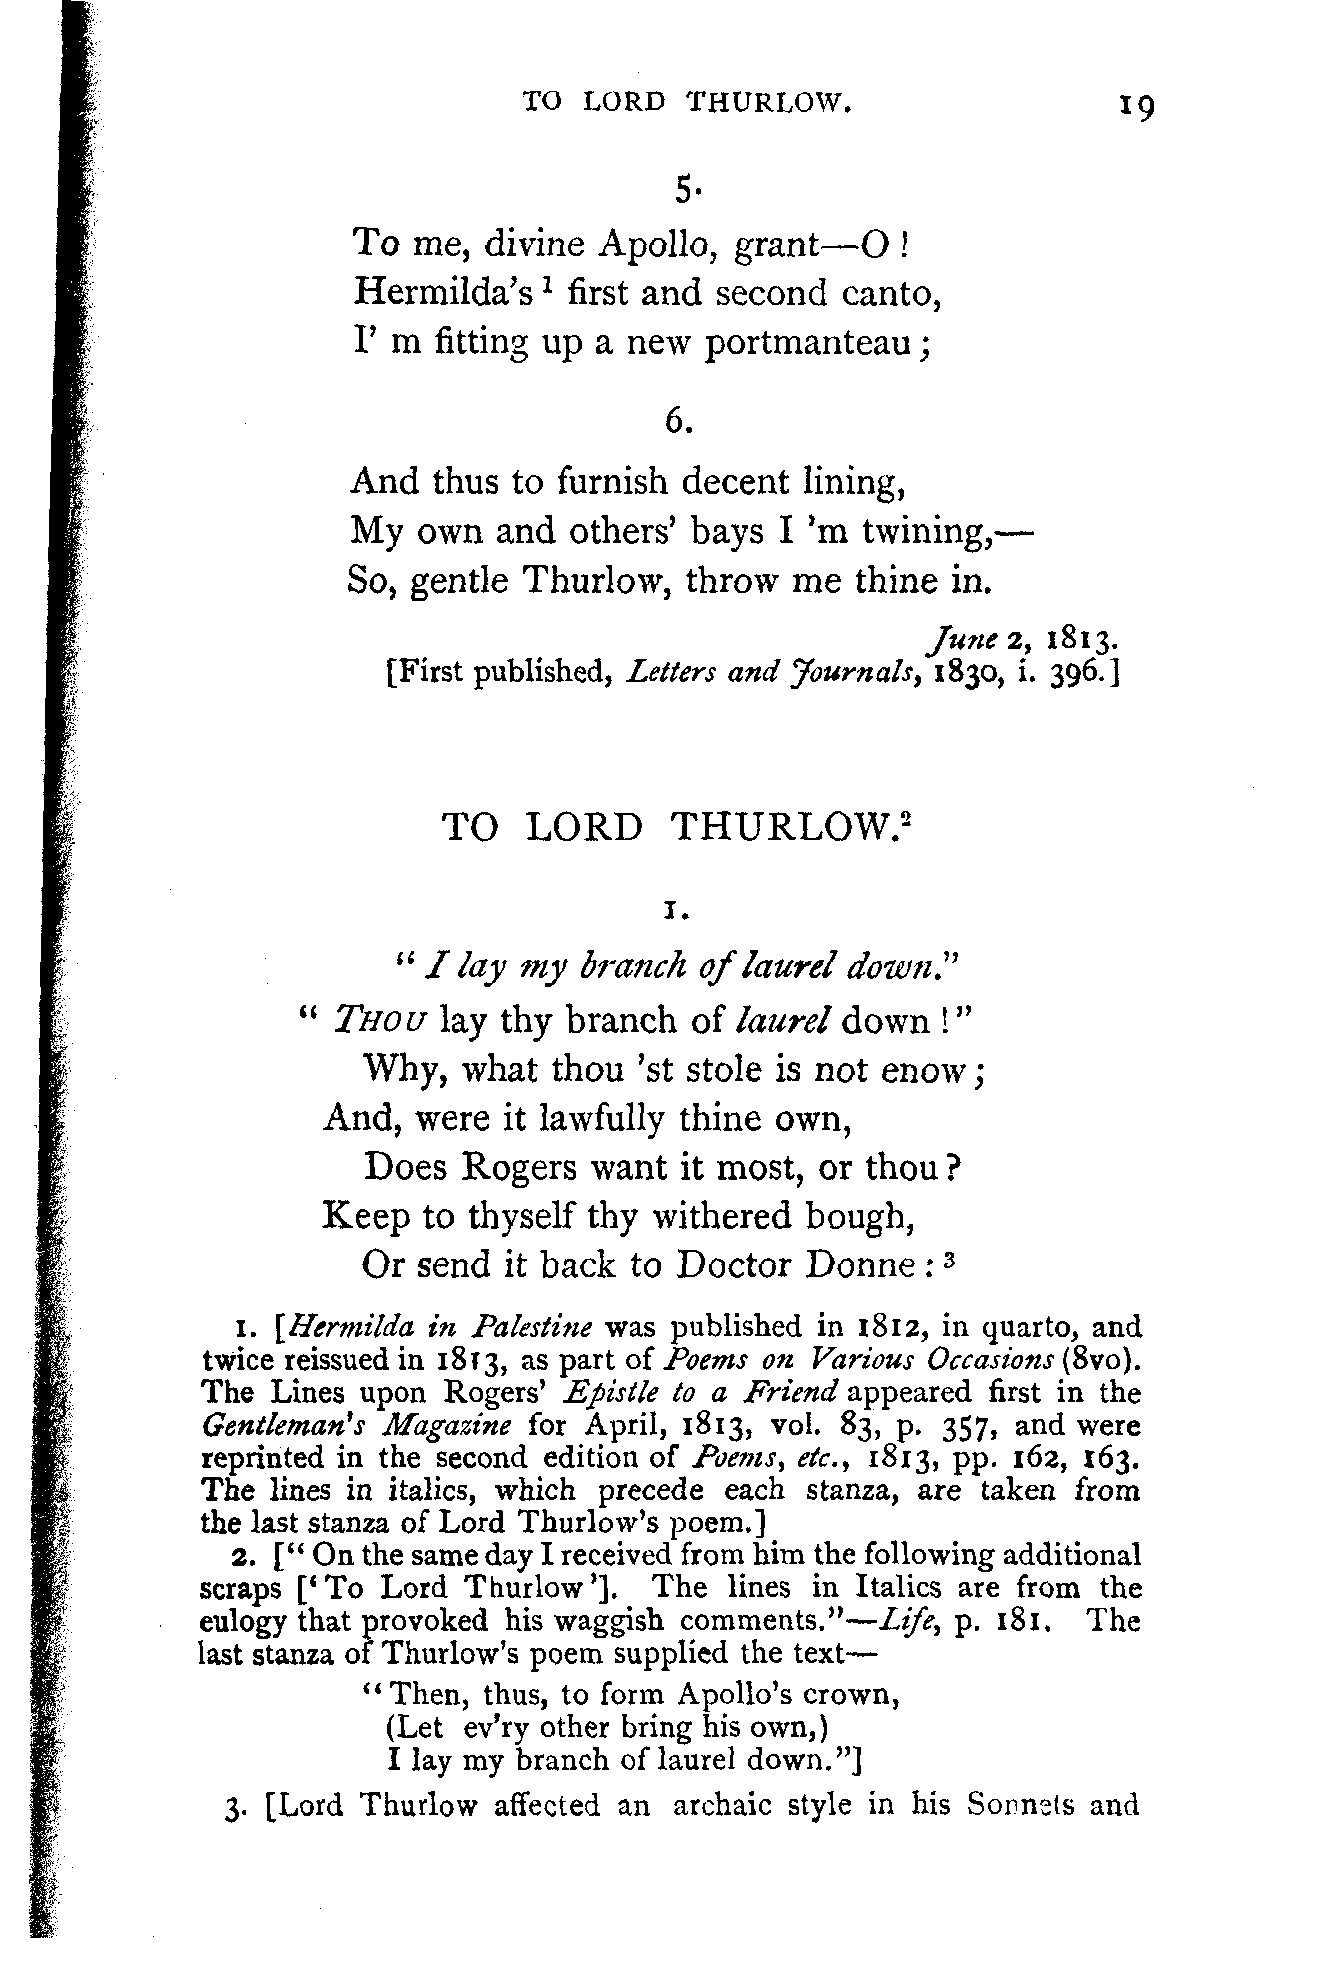 TO LORD THURLOW. 19
5.
To me, divine Apollo, grant—O!
Hermilda's 1 first and second canto,
I' m fitting up a new portmanteau;
6.
And thus to furnish decent lining,
My own and others' bays I 'm twining,—
So, gentle Thurlow, throw me thine in.
June 2, 1813.
[First published, Letters and Journals, 1830, i. 396.]
TO LORD THURLOW.2
1.
"I lay my branch of laurel down."
"THOU lay thy branch of laurel down!"
Why, what thou 'st stole is not enow;
And, were it lawfully thine own,
Does Rogers want it most, or thou?
Keep to thyself thy withered bough,
Or send it back to Doctor Donne: 3
1. [Hermilda in Palestine was published in 1812, in quarto, and
twice reissued in 1813, as part of Poems on Various Occasions (8vo).
The Lines upon Rogers' Epistle to a Friend appeared first in the
Gentleman's Magazine for April, 1813, vol. 83, p. 357, and were
reprinted in the second edition of Poems, etc., 1813, pp. 162, 163.
The lines in italics, which precede each stanza, are taken from
the last stanza of Lord Thurlow's poem.]
2. ["On the same day I received from him the following additional
scraps ['To Lord Thurlow']. The lines in Italics are from the
eulogy that provoked his waggish comments."—Life, p. 181. The
last stanza of Thurlow's poem supplied the text—
"Then, thus, to form Apollo's crown,
(Let ev'ry other bring his own,)
I lay my branch of laurel down."]
3. [Lord Thurlow affected an archaic style in his Sonnets and